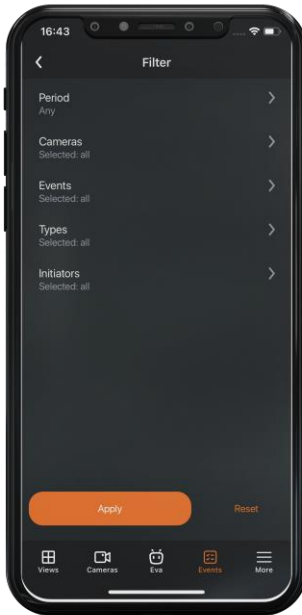 16:43
Filter
Period
Any
Cameras
Selected: all
Events
Selected: all
Types
Selected: all
Initiators
Selected: all
Apply
Reset
Views Cameras Eva Events More